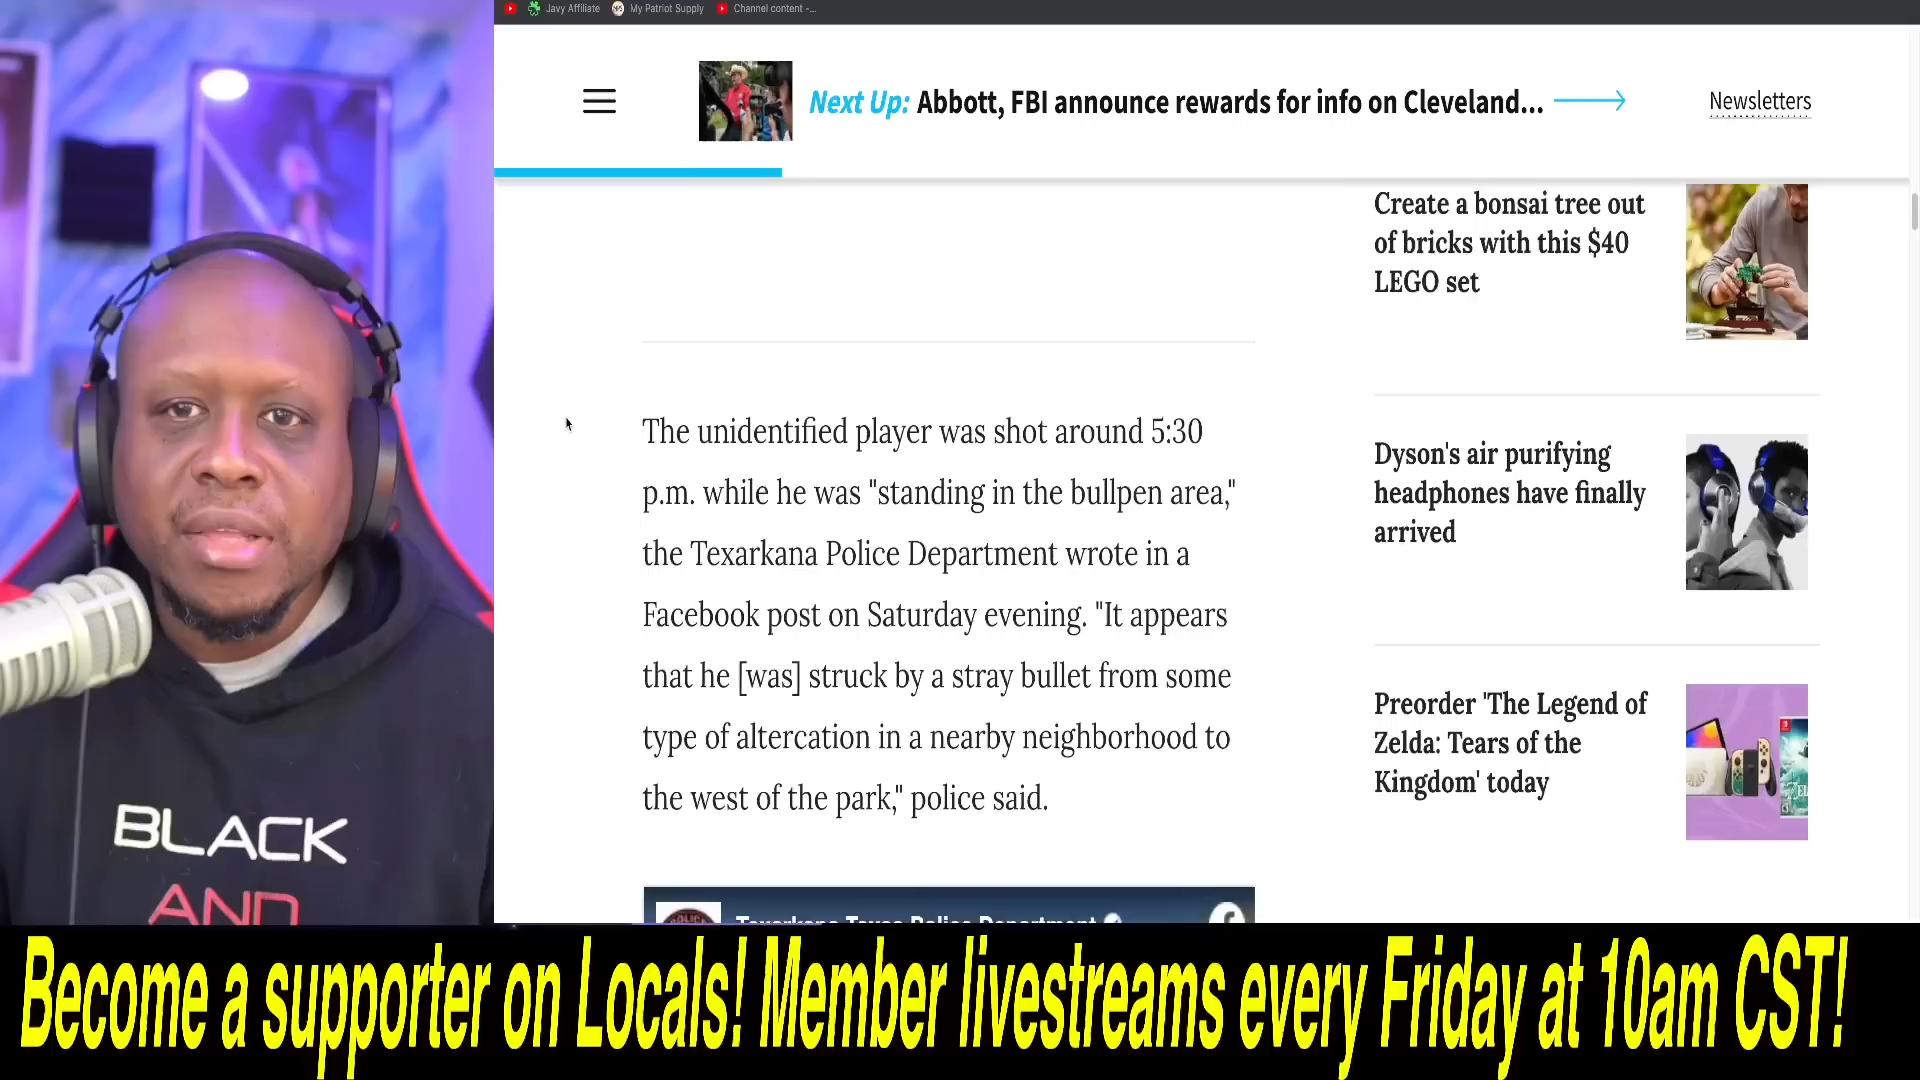 Javy Affiliate My Patriot Supply Channel content -...
Next Up: Abbott, FBI announce rewards for info on Cleveland...
Newsletters
The unidentified player was shot around 5:30
p.m. while he was "standing in the bullpen area,"
the Texarkana Police Department wrote in a
Facebook post on Saturday evening. "It appears
that he [was] struck by a stray bullet from some
type of altercation in a nearby neighborhood to
the west of the park," police said.
Texarkana Texas Police Department
Create a bonsai tree out
of bricks with this $40
LEGO set
Dyson's air purifying
headphones have finally
arrived
Preorder 'The Legend of
Zelda: Tears of the
Kingdom' today
BLACK
AND
Become a supporter on Locals! Member livestreams every Friday at 10am CST!